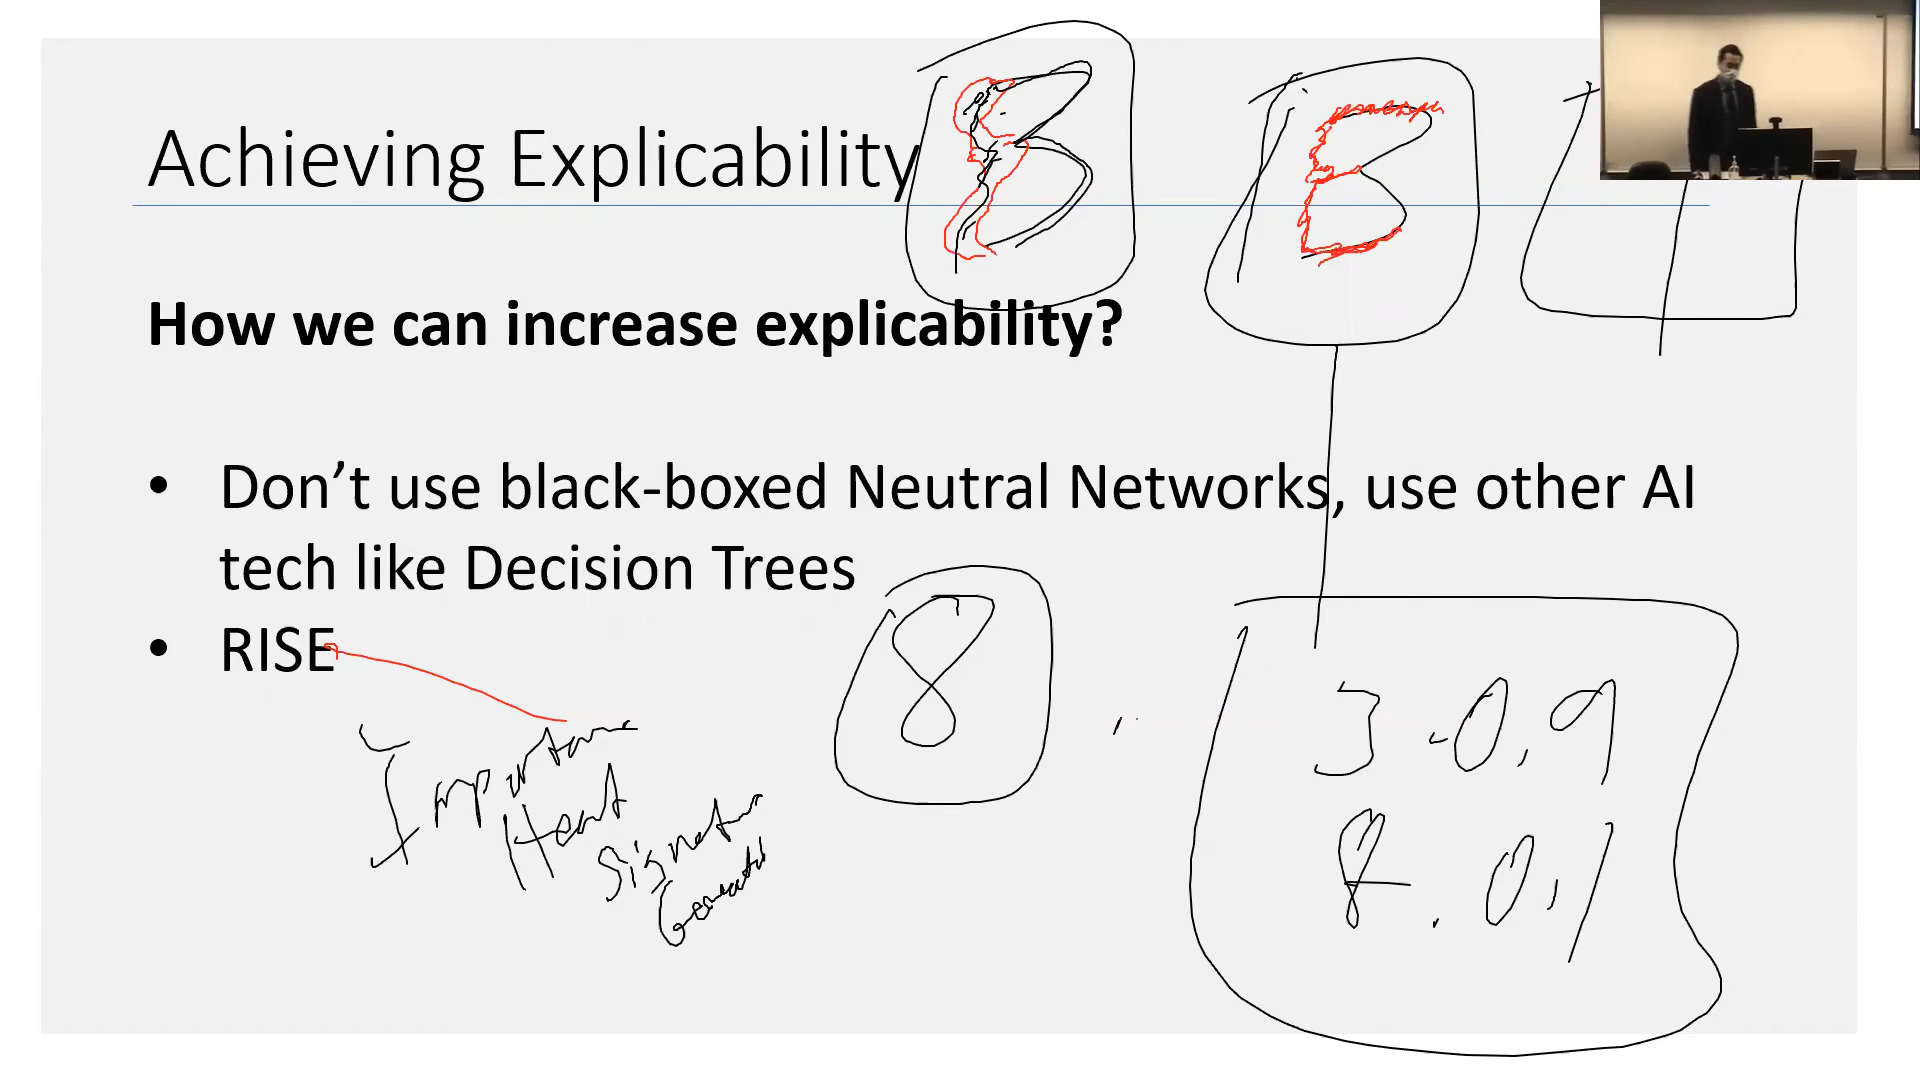 Achieving Explicability
How we can increase explicability?
• Don’t use black-boxed Neutral Networks, use other AI
tech like Decision Trees
• RISE
8
3 0.9
8 0.1
Heat